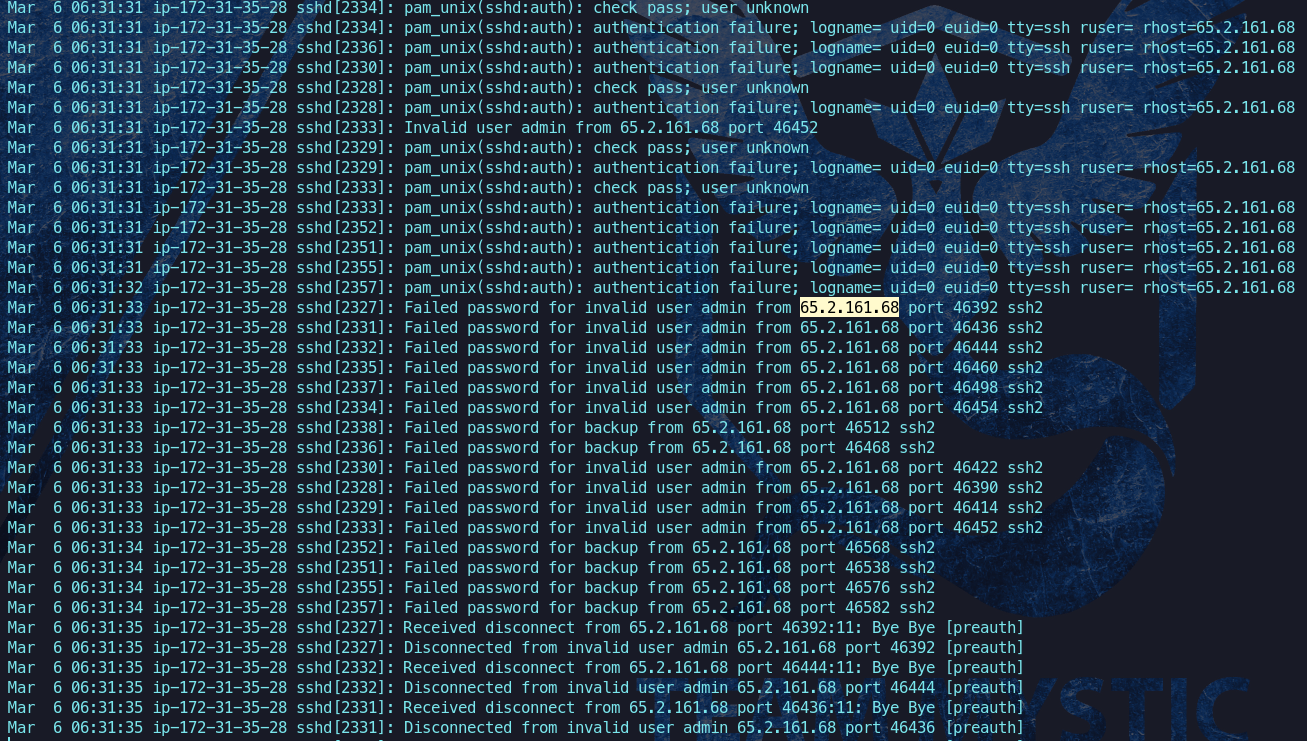 Mar  6 06:31:31 ip-172-31-35-28 sshd[2334]: pam_unix(sshd:auth): check pass; user unknown
Mar  6 06:31:31 ip-172-31-35-28 sshd[2334]: pam_unix(sshd:auth): authentication failure; logname= uid=0 euid=0 tty=ssh ruser= rhost=65.2.161.68
Mar  6 06:31:31 ip-172-31-35-28 sshd[2336]: pam_unix(sshd:auth): authentication failure; logname= uid=0 euid=0 tty=ssh ruser= rhost=65.2.161.68
Mar  6 06:31:31 ip-172-31-35-28 sshd[2330]: pam_unix(sshd:auth): authentication failure; logname= uid=0 euid=0 tty=ssh ruser= rhost=65.2.161.68
Mar  6 06:31:31 ip-172-31-35-28 sshd[2328]: pam_unix(sshd:auth): check pass; user unknown
Mar  6 06:31:31 ip-172-31-35-28 sshd[2328]: pam_unix(sshd:auth): authentication failure; logname= uid=0 euid=0 tty=ssh ruser= rhost=65.2.161.68
Mar  6 06:31:31 ip-172-31-35-28 sshd[2333]: Invalid user admin from 65.2.161.68 port 46452
Mar  6 06:31:31 ip-172-31-35-28 sshd[2329]: pam_unix(sshd:auth): check pass; user unknown
Mar  6 06:31:31 ip-172-31-35-28 sshd[2329]: pam_unix(sshd:auth): authentication failure; logname= uid=0 euid=0 tty=ssh ruser= rhost=65.2.161.68
Mar  6 06:31:31 ip-172-31-35-28 sshd[2333]: pam_unix(sshd:auth): check pass; user unknown
Mar  6 06:31:31 ip-172-31-35-28 sshd[2333]: pam_unix(sshd:auth): authentication failure; logname= uid=0 euid=0 tty=ssh ruser= rhost=65.2.161.68
Mar  6 06:31:31 ip-172-31-35-28 sshd[2352]: pam_unix(sshd:auth): authentication failure; logname= uid=0 euid=0 tty=ssh ruser= rhost=65.2.161.68
Mar  6 06:31:31 ip-172-31-35-28 sshd[2351]: pam_unix(sshd:auth): authentication failure; logname= uid=0 euid=0 tty=ssh ruser= rhost=65.2.161.68
Mar  6 06:31:31 ip-172-31-35-28 sshd[2355]: pam_unix(sshd:auth): authentication failure; logname= uid=0 euid=0 tty=ssh ruser= rhost=65.2.161.68
Mar  6 06:31:32 ip-172-31-35-28 sshd[2357]: pam_unix(sshd:auth): authentication failure; logname= uid=0 euid=0 tty=ssh ruser= rhost=65.2.161.68
Mar  6 06:31:33 ip-172-31-35-28 sshd[2327]: Failed password for invalid user admin from 65.2.161.68 port 46392 ssh2
Mar  6 06:31:33 ip-172-31-35-28 sshd[2331]: Failed password for invalid user admin from 65.2.161.68 port 46436 ssh2
Mar  6 06:31:33 ip-172-31-35-28 sshd[2332]: Failed password for invalid user admin from 65.2.161.68 port 46444 ssh2
Mar  6 06:31:33 ip-172-31-35-28 sshd[2335]: Failed password for invalid user admin from 65.2.161.68 port 46460 ssh2
Mar  6 06:31:33 ip-172-31-35-28 sshd[2337]: Failed password for invalid user admin from 65.2.161.68 port 46498 ssh2
Mar  6 06:31:33 ip-172-31-35-28 sshd[2334]: Failed password for invalid user admin from 65.2.161.68 port 46454 ssh2
Mar  6 06:31:33 ip-172-31-35-28 sshd[2338]: Failed password for backup from 65.2.161.68 port 46512 ssh2
Mar  6 06:31:33 ip-172-31-35-28 sshd[2336]: Failed password for backup from 65.2.161.68 port 46468 ssh2
Mar  6 06:31:33 ip-172-31-35-28 sshd[2330]: Failed password for invalid user admin from 65.2.161.68 port 46422 ssh2
Mar  6 06:31:33 ip-172-31-35-28 sshd[2328]: Failed password for invalid user admin from 65.2.161.68 port 46390 ssh2
Mar  6 06:31:33 ip-172-31-35-28 sshd[2329]: Failed password for invalid user admin from 65.2.161.68 port 46414 ssh2
Mar  6 06:31:33 ip-172-31-35-28 sshd[2333]: Failed password for invalid user admin from 65.2.161.68 port 46452 ssh2
Mar  6 06:31:34 ip-172-31-35-28 sshd[2352]: Failed password for backup from 65.2.161.68 port 46568 ssh2
Mar  6 06:31:34 ip-172-31-35-28 sshd[2351]: Failed password for backup from 65.2.161.68 port 46538 ssh2
Mar  6 06:31:34 ip-172-31-35-28 sshd[2355]: Failed password for backup from 65.2.161.68 port 46576 ssh2
Mar  6 06:31:34 ip-172-31-35-28 sshd[2357]: Failed password for backup from 65.2.161.68 port 46582 ssh2
Mar  6 06:31:35 ip-172-31-35-28 sshd[2327]: Received disconnect from 65.2.161.68 port 46392:11: Bye Bye [preauth]
Mar  6 06:31:35 ip-172-31-35-28 sshd[2327]: Disconnected from invalid user admin 65.2.161.68 port 46392 [preauth]
Mar  6 06:31:35 ip-172-31-35-28 sshd[2332]: Received disconnect from 65.2.161.68 port 46444:11: Bye Bye [preauth]
Mar  6 06:31:35 ip-172-31-35-28 sshd[2332]: Disconnected from invalid user admin 65.2.161.68 port 46444 [preauth]
Mar  6 06:31:35 ip-172-31-35-28 sshd[2331]: Received disconnect from 65.2.161.68 port 46436:11: Bye Bye [preauth]
Mar  6 06:31:35 ip-172-31-35-28 sshd[2331]: Disconnected from invalid user admin 65.2.161.68 port 46436 [preauth]
TEAM MYSTIC